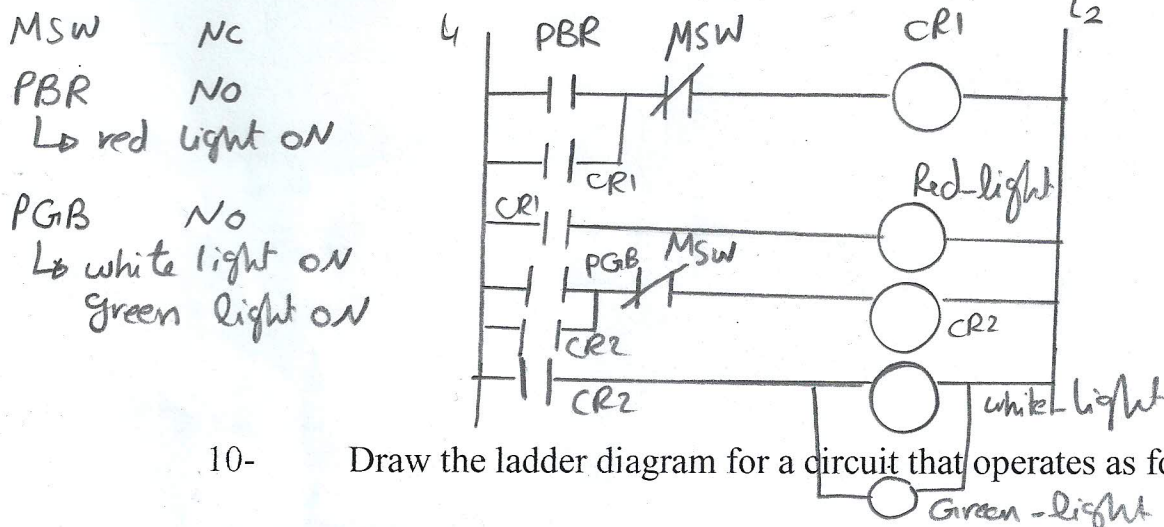 MSW NC
PBR NO
red light ON
PGB NO
white light ON
green light ON
L1 PBR MSW CR1 L2
CR1
Red-light
CR1
PGB MSW
CR2
CR2
CR2
white-light
10- Draw the ladder diagram for a circuit that operates as fo
Green-light